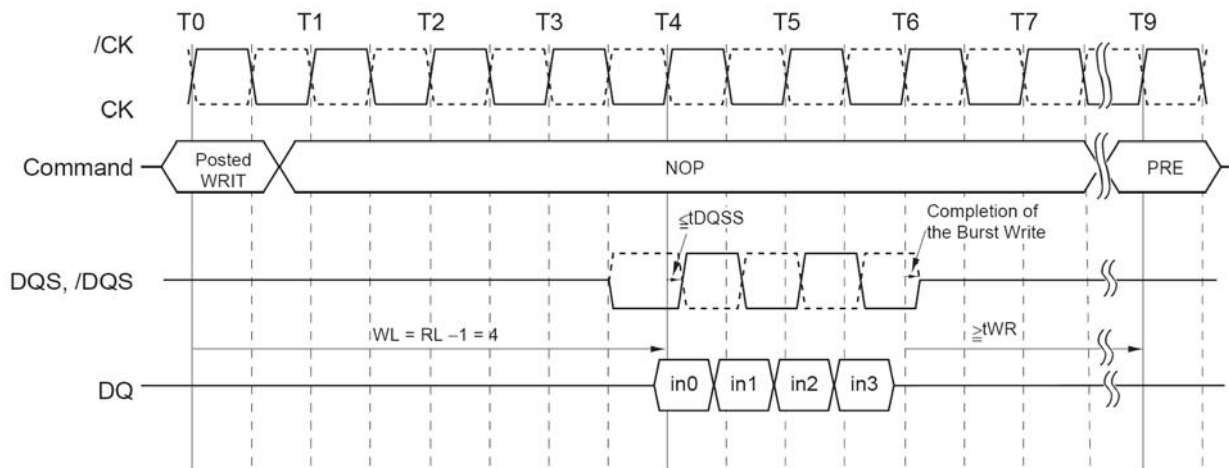 T0 T1 T2 T3 T4 T5 T6 T7 T9
/CK
CK
Command
Posted
WRIT
NOP
PRE
≦tDQSS
Completion of
the Burst Write
DQS, /DQS
WL = RL −1 = 4
≧tWR
DQ
in0 in1 in2 in3